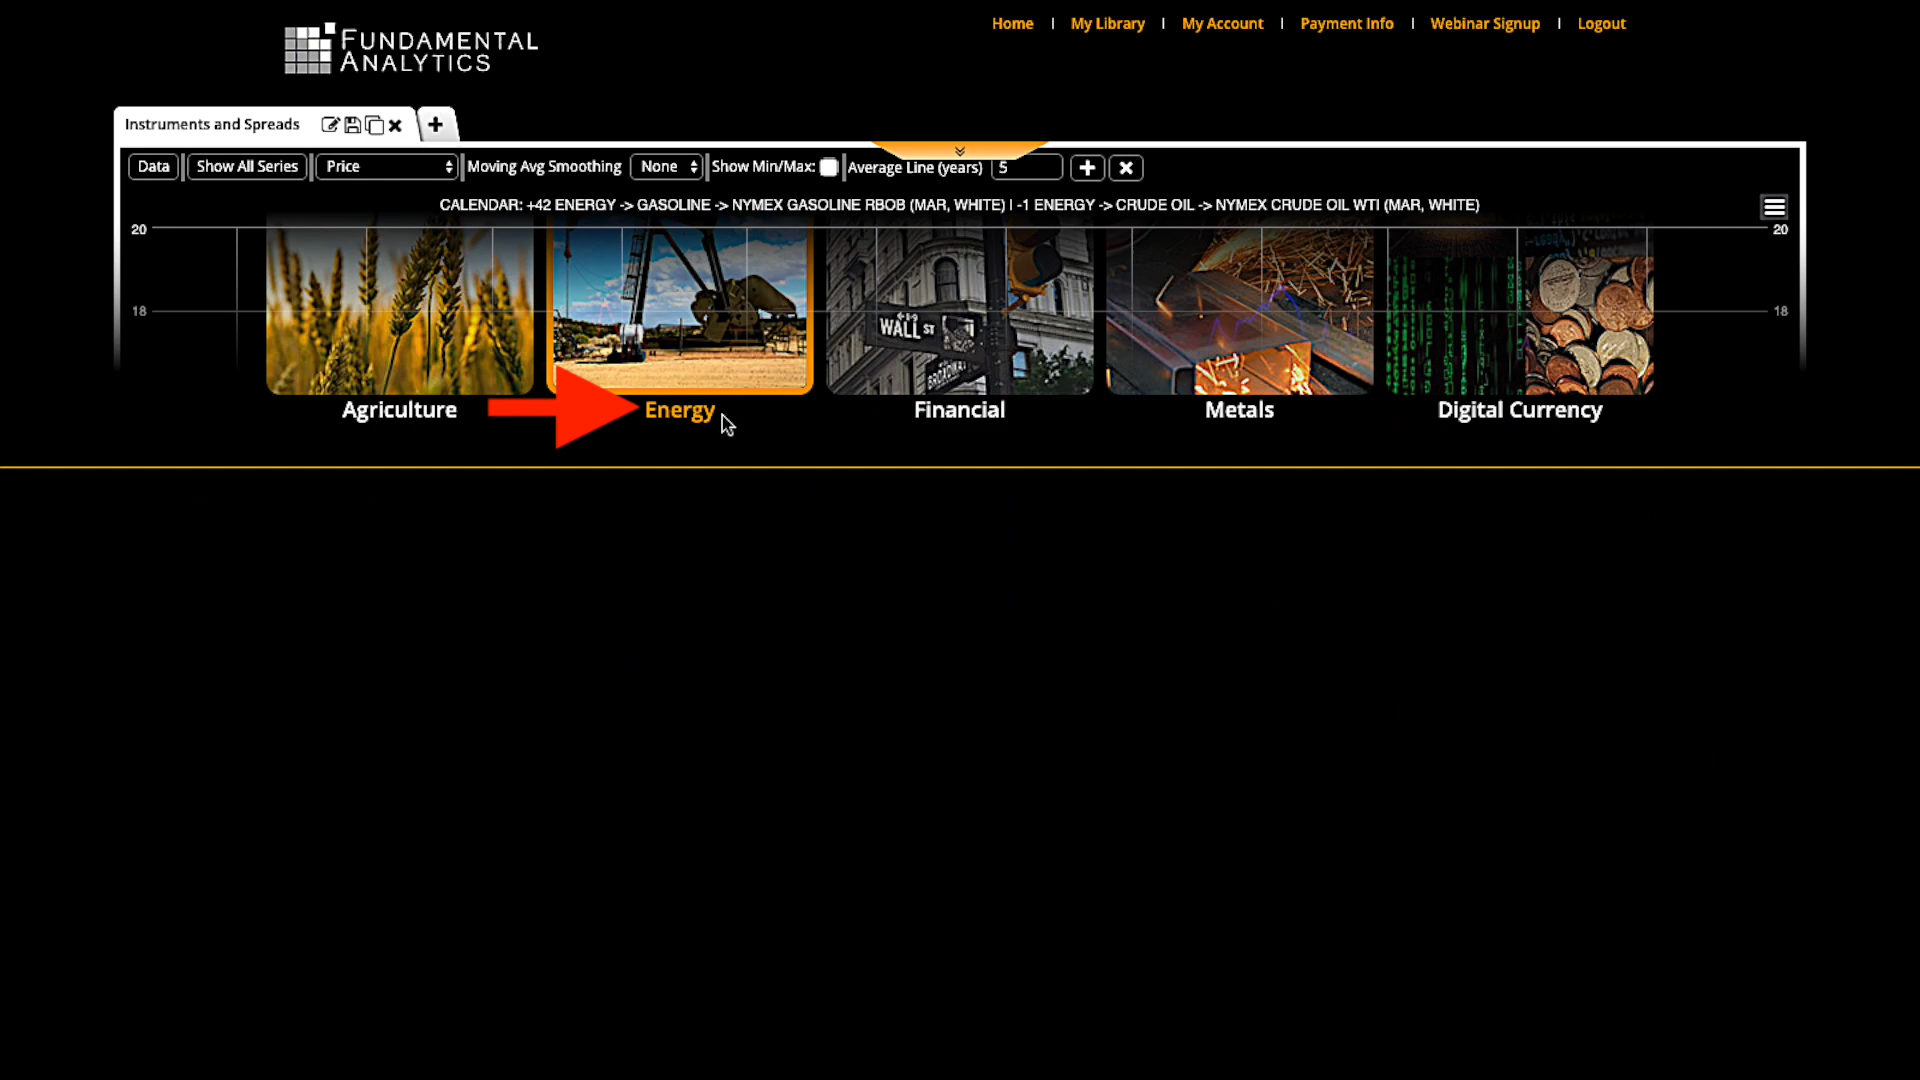 FUNDAMENTAL
ANALYTICS
Home | My Library | My Account | Payment Info | Webinar Signup | Logout
Instruments and Spreads
Data Show All Series Price Moving Avg Smoothing None Show Min/Max: Average Line (years) 5
CALENDAR: +42 ENERGY -> GASOLINE -> NYMEX GASOLINE RBOB (MAR, WHITE) | -1 ENERGY -> CRUDE OIL -> NYMEX CRUDE OIL WTI (MAR, WHITE)
20 20
18 18
WALL ST
BROADWAY
Agriculture Energy Financial Metals Digital Currency